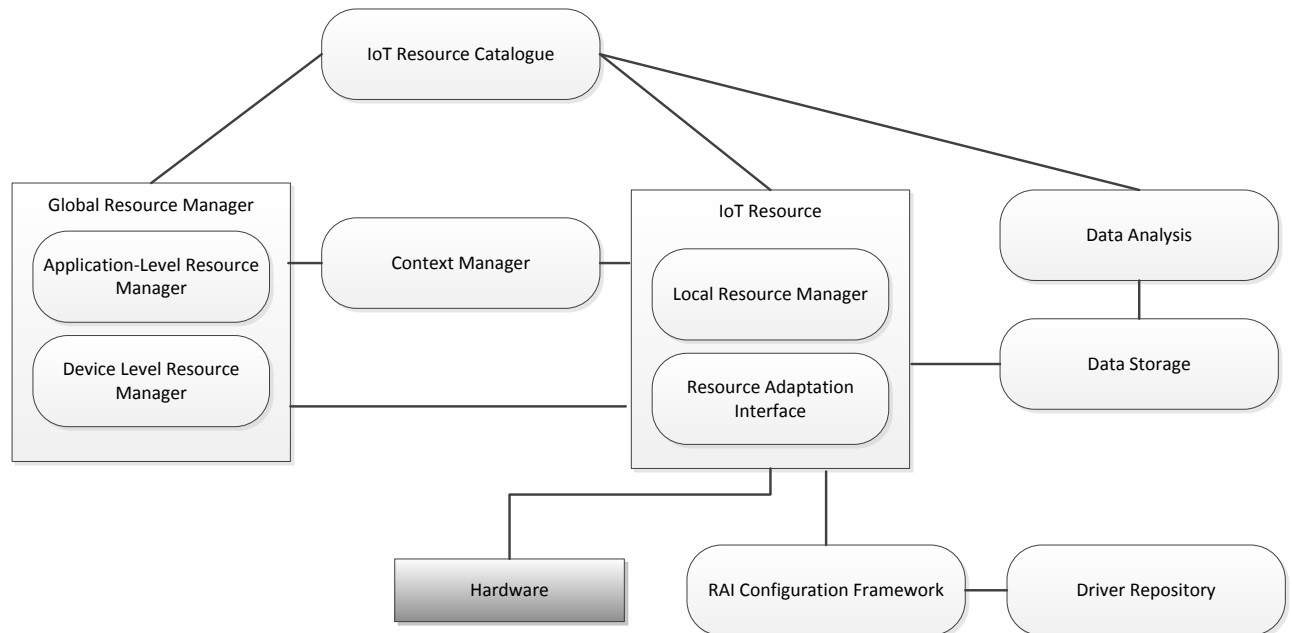 IoT Resource Catalogue
Global Resource Manager
Application-Level Resource
Manager
Device Level Resource
Manager
Context Manager
IoT Resource
Local Resource Manager
Resource Adaptation
Interface
Data Analysis
Data Storage
Hardware
RAI Configuration Framework
Driver Repository